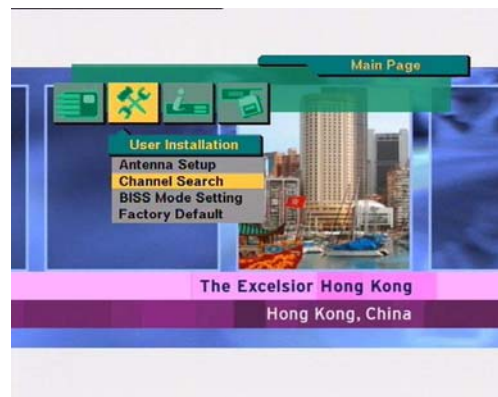 Main Page
User Installation
Antenna Setup
Channel Search
BISS Mode Setting
Factory Default
The Excelsior Hong Kong
Hong Kong, China